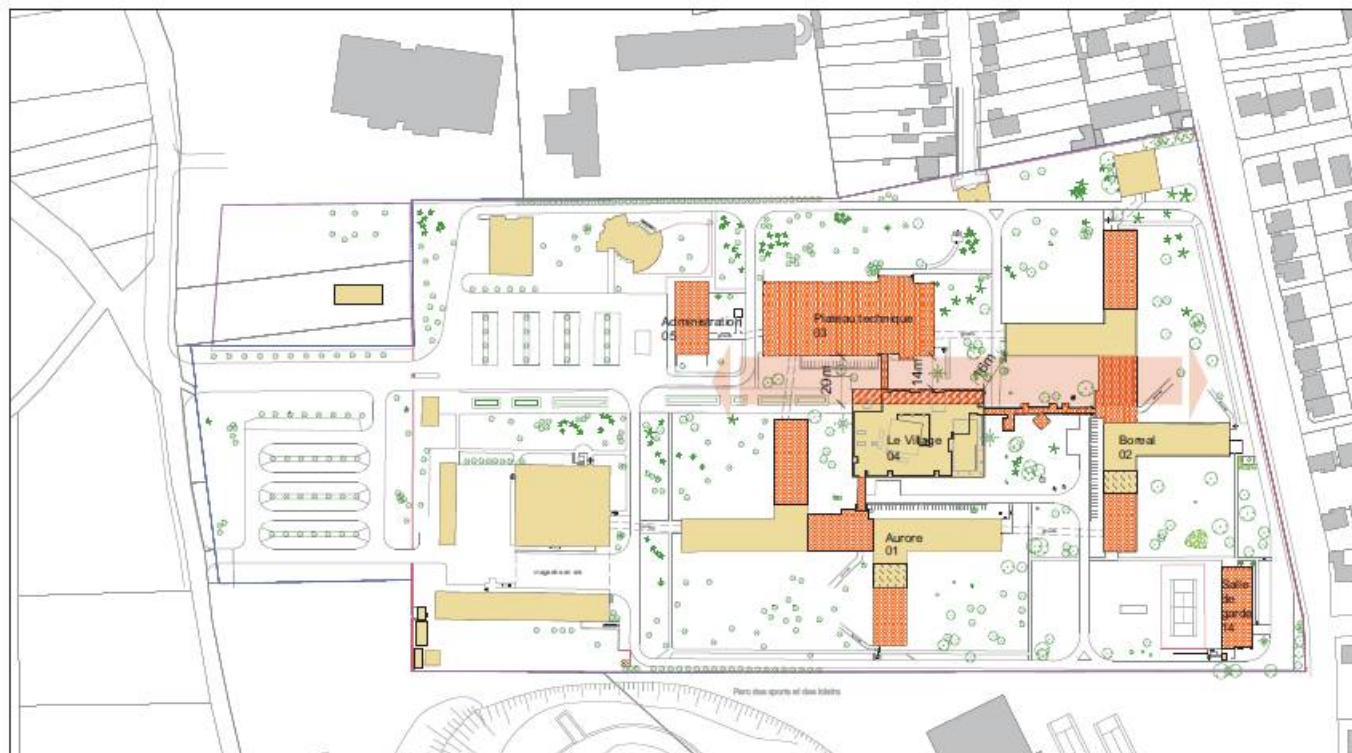 Administration
05
Plateau technique
03
20m
14m
16m
Le Village
04
Boreal
02
Aurore
01
Salle
de
garde
14
Parc des sports et des loisirs